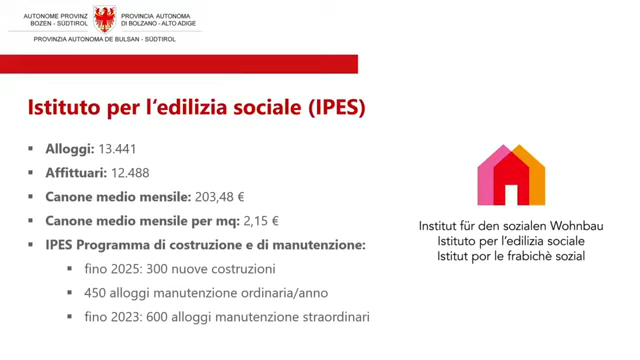 AUTONOME PROVINZ
BOZEN - SÜDTIROL
PROVINCIA AUTONOMA
DI BOLZANO - ALTO ADIGE
PROVINZIA AUTONOMA DE BULSAN - SÜDTIROL
Istituto per l'edilizia sociale (IPES)
▪ Alloggi: 13.441
▪ Affittuari: 12.488
▪ Canone medio mensile: 203,48 €
▪ Canone medio mensile per mq: 2,15 €
▪ IPES Programma di costruzione e di manutenzione:
▪ fino 2025: 300 nuove costruzioni
▪ 450 alloggi manutenzione ordinaria/anno
▪ fino 2023: 600 alloggi manutenzione straordinari
Institut für den sozialen Wohnbau
Istituto per l'edilizia sociale
Istitut por le frabichè sozial